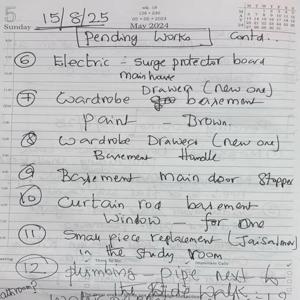 5
15/8/25
Sunday
May 2024
Pending Works contd..
6 Electric - surge protector board
main house
7 Wardrobe Drawer (new one)
basement
paint - Brown.
8 Wardrobe Drawer (new one)
Basement Handle
9 Basement main door stopper
10 Curtain rod basement
Window - for one
11 Small piece replacement (Jaisalmer)
in the study room
12 plumbing - pipe next to
the kids walk